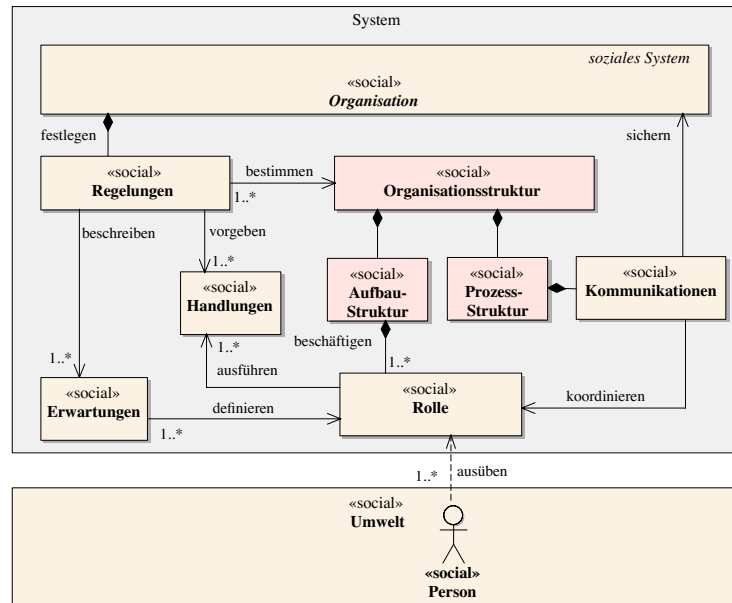 System
soziales System
«social»
Organisation
festlegen
sichern
«social»
Regelungen
bestimmen
1..*
«social»
Organisationsstruktur
beschreiben
vorgeben
1..*
«social»
Handlungen
1..*
«social»
Aufbau-
Struktur
«social»
Prozess-
Struktur
«social»
Kommunikationen
beschäftigen
1..*
ausführen
1..*
«social»
Erwartungen
1..*
definieren
«social»
Rolle
koordinieren
1..*
ausüben
«social»
Umwelt
«social»
Person